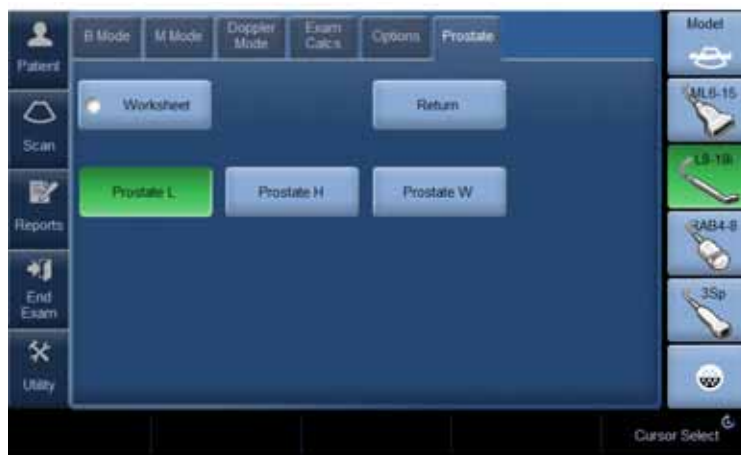 Patient
Scan
Reports
End
Exam
Utility
B Mode
M Mode
Doppler
Mode
Exam
Calcs
Options
Prostate
Worksheet
Return
Prostate L
Prostate H
Prostate W
Model
ML6-15
L8-18i
RAB4-8
3Sp
Cursor Select